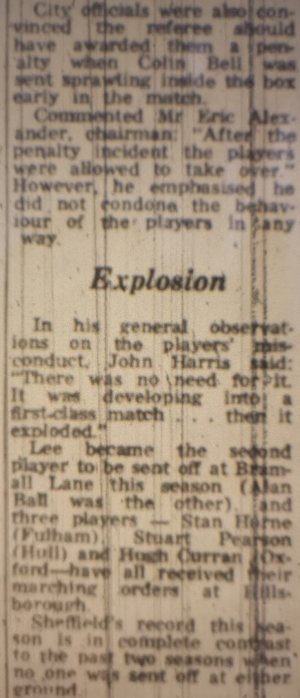 City officials were also con-
vinced the referee should
have awarded them a pen-
alty when Colin Bell was
sent sprawling inside the box
early in the match.
Commented Mr Eric Alex-
ander, chairman: "After the
penalty incident the players
were allowed to take over."
However, he emphasised he
did not condone the behav-
iour of the players in any
way.
Explosion
In his general observat-
ions on the players' mis-
conduct, John Harris said:
"There was no need for it.
It was developing into a
first-class match . . . then it
exploded."
Lee became the second
player to be sent off at Bram-
all Lane this season (Alan
Ball was the other), and
three players — Stan Horne
(Fulham), Stuart Pearson
(Hull) and Hugh Curran (Ox-
ford—have all received their
marching orders at Hills-
borough.
Sheffield's record this sea-
son is in complete contrast
to the past two seasons when
no one was sent off at either
ground.